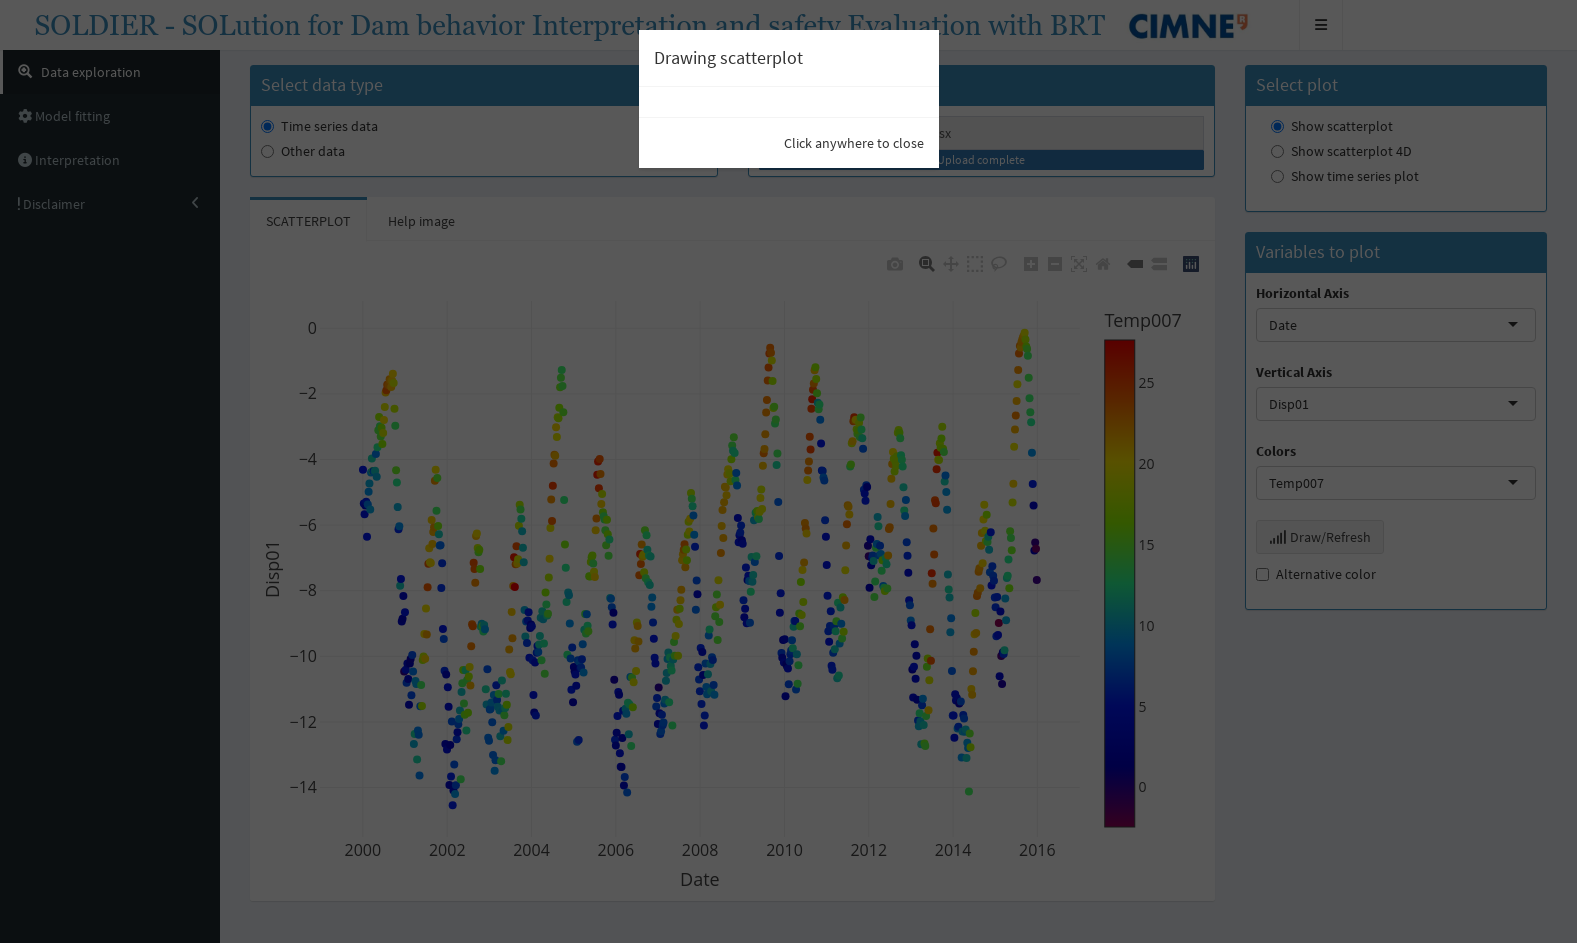 SOLDIER - SOLution for Dam behavior Interpretation and safety Evaluation with BRT
CIMNE
Drawing scatterplot
Click anywhere to close
Data exploration
Model fitting
Interpretation
Disclaimer
Select data type
Time series data
Other data
sx
Upload complete
Select plot
Show scatterplot
Show scatterplot 4D
Show time series plot
SCATTERPLOT
Help image
Variables to plot
Horizontal Axis
Date
Vertical Axis
Disp01
Colors
Temp007
Draw/Refresh
Alternative color
Temp007
25
20
15
10
5
0
Disp01
0
−2
−4
−6
−8
−10
−12
−14
2000
2002
2004
2006
2008
2010
2012
2014
2016
Date